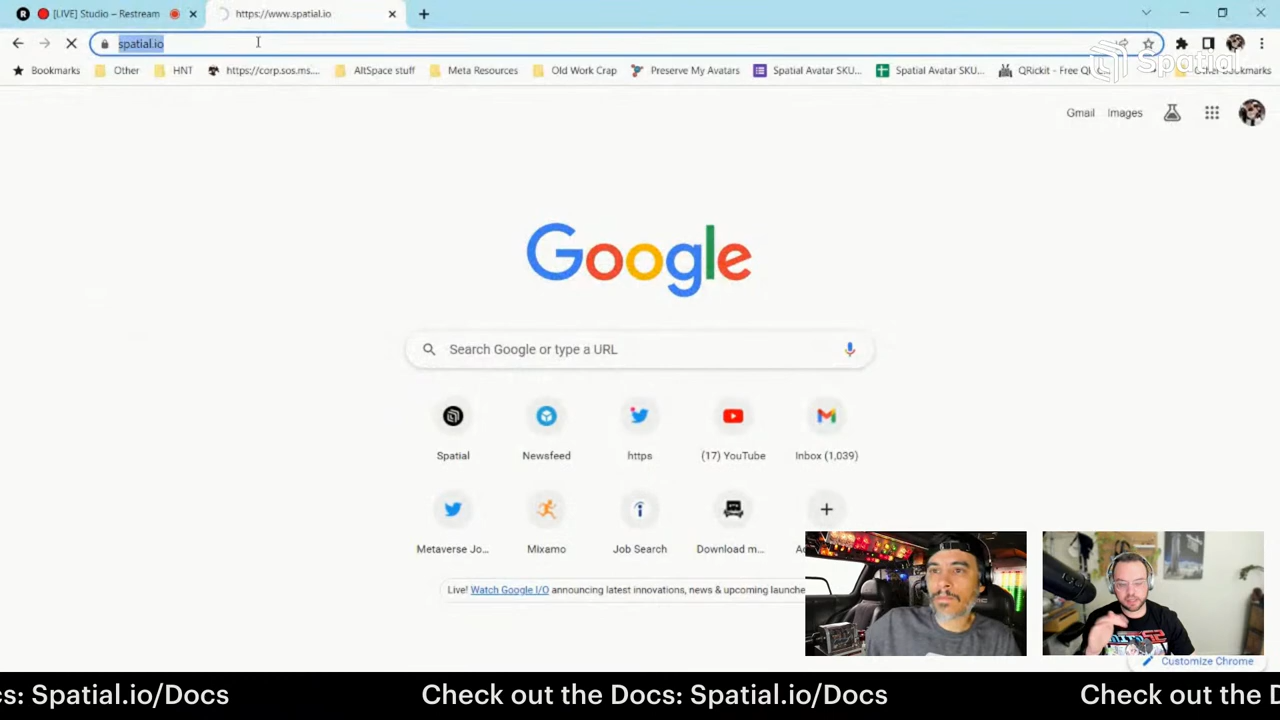 [LIVE] Studio – Restream
https://www.spatial.io
spatial.io
Spatial
Bookmarks Other HNT https://corp.sos.ms.... AltSpace stuff Meta Resources Old Work Crap Preserve My Avatars Spatial Avatar SKU... Spatial Avatar SKU... QRickit - Free Q Bookmarks
Gmail Images
Google
Search Google or type a URL
Spatial Newsfeed https (17) YouTube Inbox (1,039)
Metaverse Jo... Mixamo Job Search Download m...
Live! Watch Google I/O announcing latest innovations, news & upcoming launche
Customize Chrome
cs: Spatial.io/Docs Check out the Docs: Spatial.io/Docs Check out the D